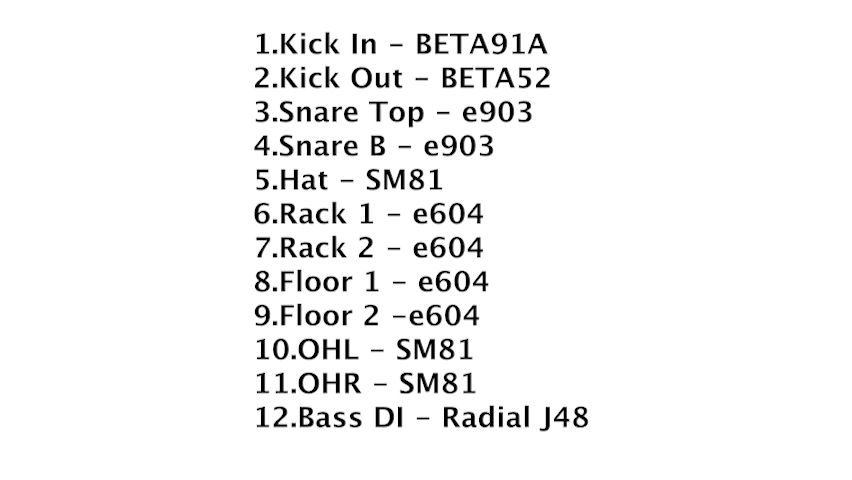 1.Kick In - BETA91A
2.Kick Out - BETA52
3.Snare Top - e903
4.Snare B - e903
5.Hat - SM81
6.Rack 1 - e604
7.Rack 2 - e604
8.Floor 1 - e604
9.Floor 2 -e604
10.OHL - SM81
11.OHR - SM81
12.Bass DI - Radial J48